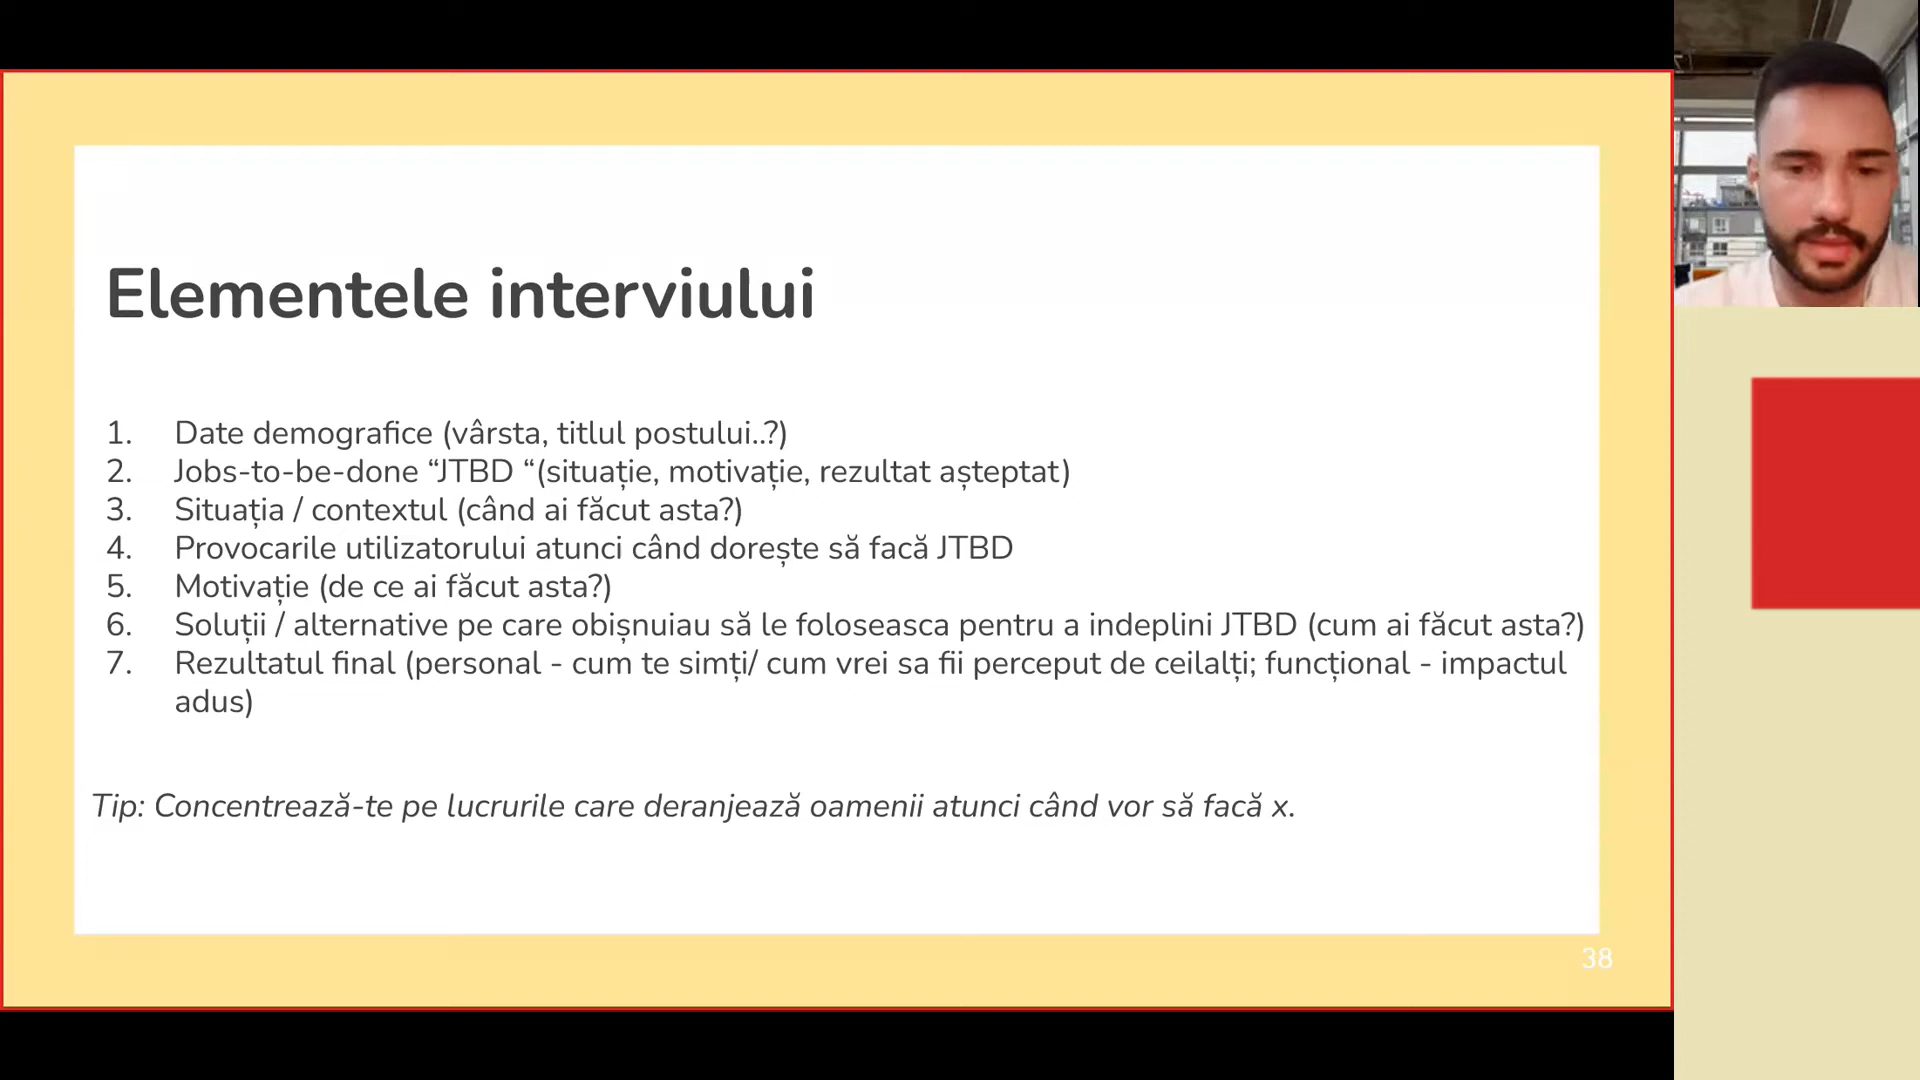 Elementele interviului
1. Date demografice (vârsta, titlul postului..?)
2. Jobs-to-be-done “JTBD “(situație, motivație, rezultat așteptat)
3. Situația / contextul (când ai făcut asta?)
4. Provocarile utilizatorului atunci când dorește să facă JTBD
5. Motivație (de ce ai făcut asta?)
6. Soluții / alternative pe care obișnuiau să le foloseasca pentru a indeplini JTBD (cum ai făcut asta?)
7. Rezultatul final (personal - cum te simți/ cum vrei sa fii perceput de ceilalți; funcțional - impactul
adus)
Tip: Concentrează-te pe lucrurile care deranjează oamenii atunci când vor să facă x.
38